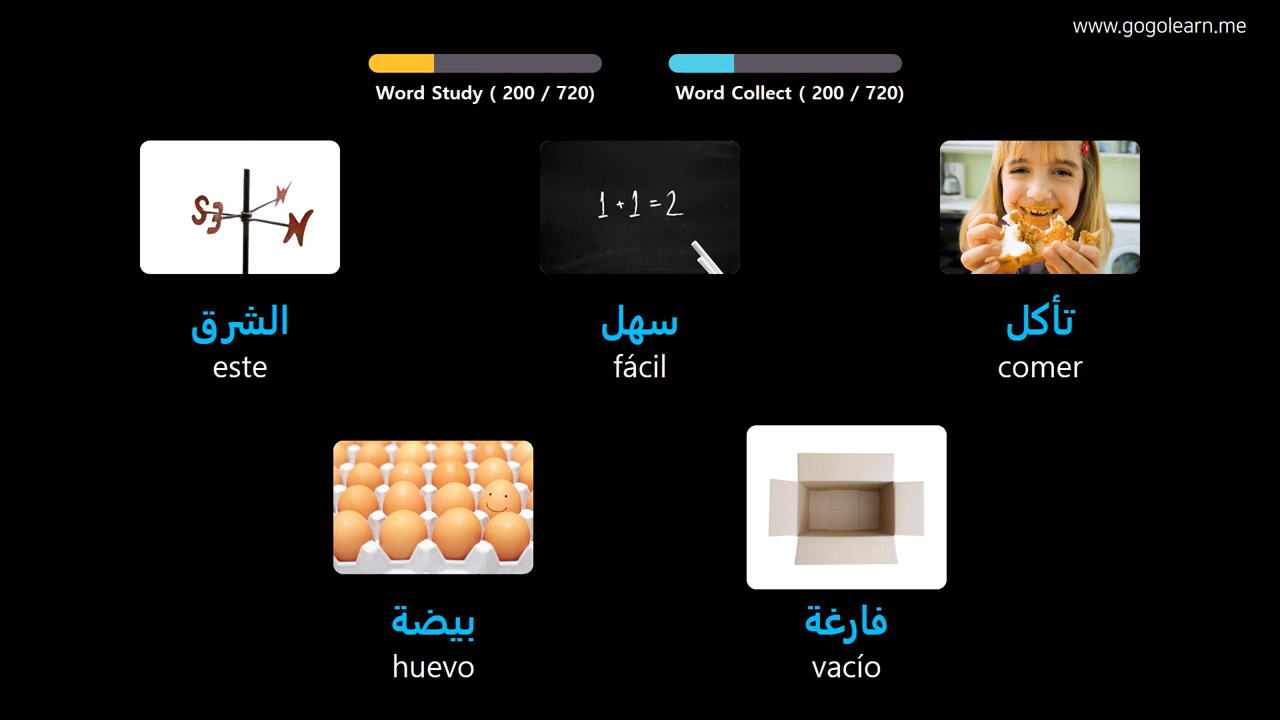 www.gogolearn.me
Word Study ( 200 / 720)
Word Collect ( 200 / 720)
S E N W
1 + 1 = 2
الشرق
este
سهل
fácil
تأكل
comer
بيضة
huevo
فارغة
vacío